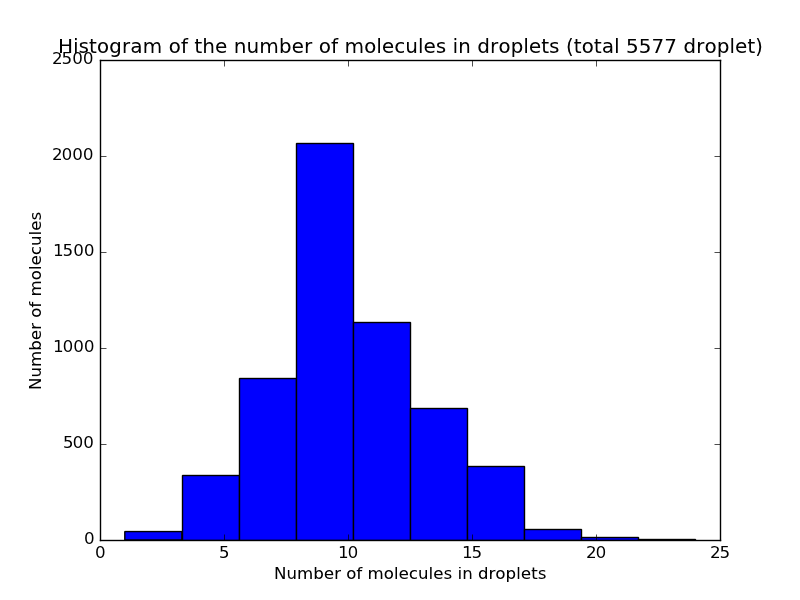 Histogram of the number of molecules in droplets (total 5577 droplet)
2500
2000
1500
1000
500
0
Number of molecules
0 5 10 15 20 25
Number of molecules in droplets